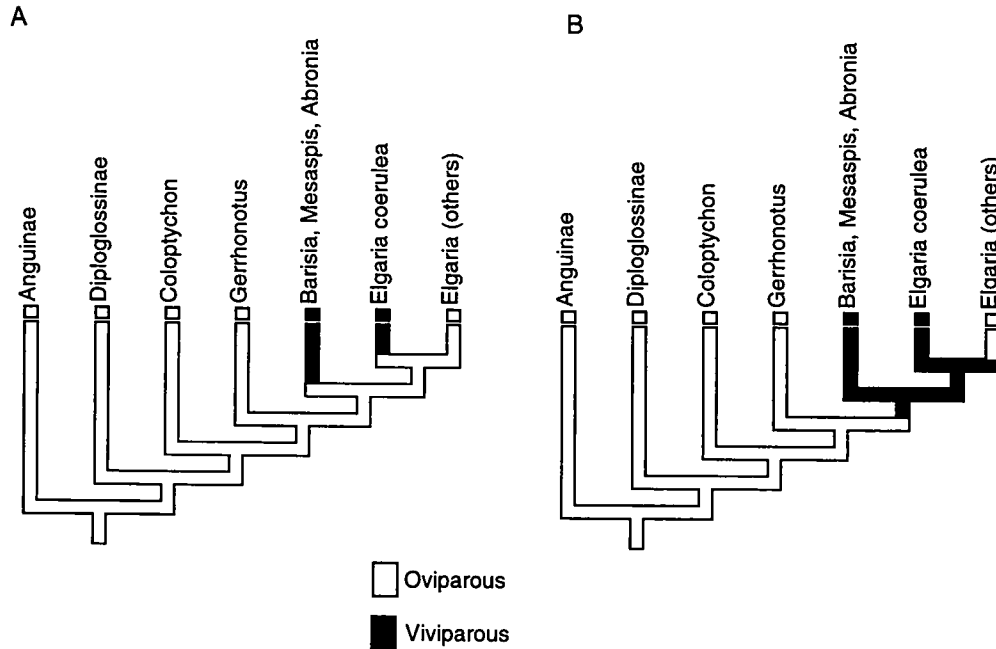 A
Anguinae
Diploglossinae
Coloptychon
Gerrhonotus
Barisia, Mesaspis, Abronia
Elgaria coerulea
Elgaria (others)
B
Anguinae
Diploglossinae
Coloptychon
Gerrhonotus
Barisia, Mesaspis, Abronia
Elgaria coerulea
Elgaria (others)
Oviparous
Viviparous